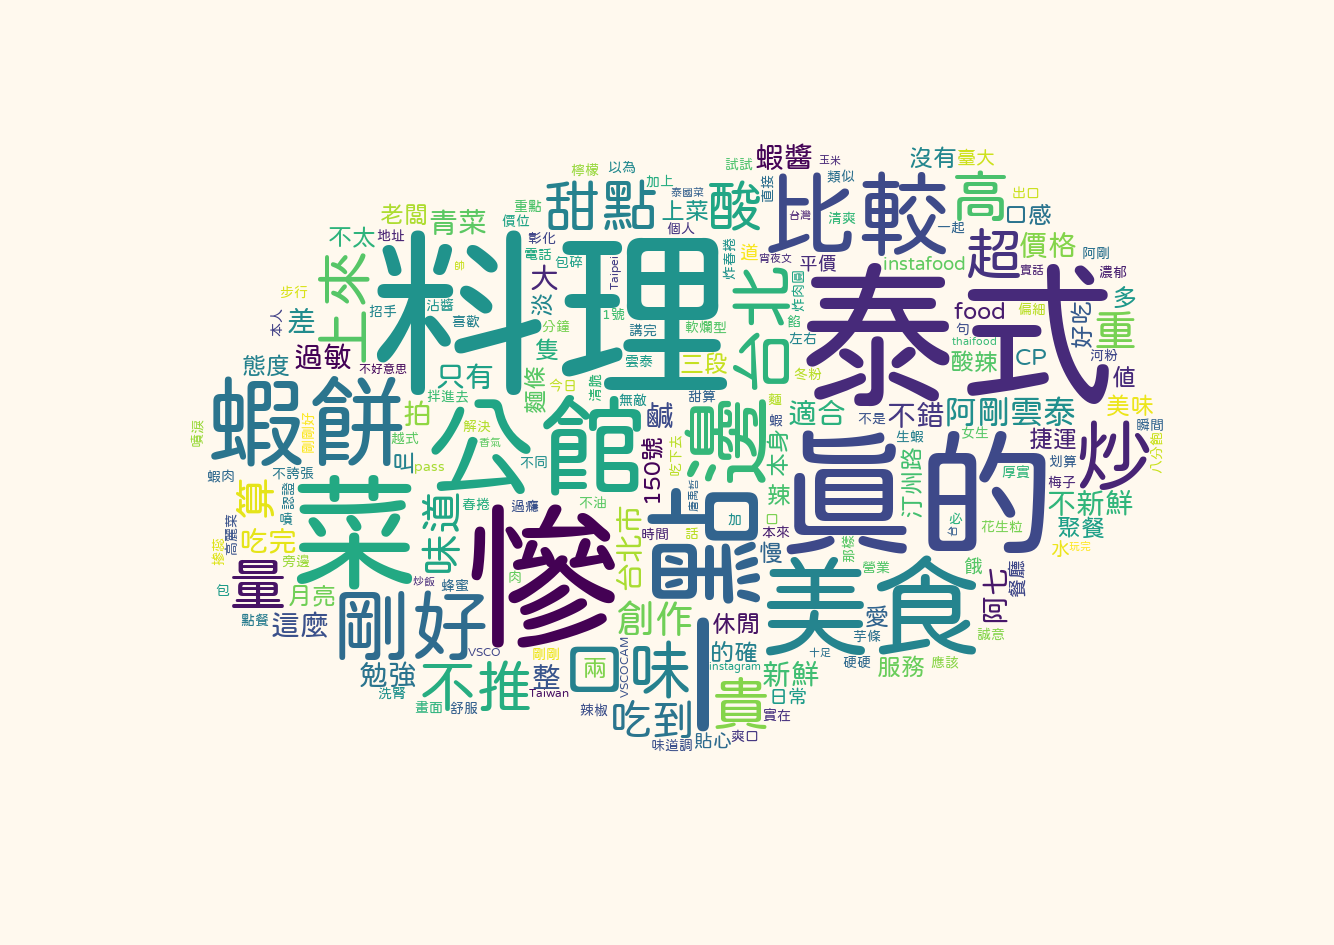 檸檬
以為
試試
蝦醬
玉米
沒有
臺大
甜點
加上
泰國菜
酸
直接
比較
類似
高
出口
老闆
青菜
重點
價位
上菜
個人
台灣
清爽
一起
口感
不太
地址
料理
彰化
電話
包碎
炸春捲
道
宵夜文
平價
instafood
超
價格
阿剛
上來
帥
大
Taipei
台北
炸肉圓
泰式
實話
濃郁
步行
招手
沾醬
喜歡
淡
分鐘
1號
講完
軟爛型
餡
左右
food
偏細
好吃
多
重
本人
差
句
thaifood
過敏
不好意思
隻
雲泰
三段
酸辣
CP
河粉
值
態度
只有
麵條
今日
清脆
無敵
甜算
冬粉
蝦餅
拌進去
拍
公館
鹹
邊
麵
蝦
適合
不是
不錯
阿剛雲泰
美味
噴淚
剛剛好
越式
解決
香氣
生蝦
女生
捷運
炒
瞬間
蝦肉
不誇張
pass
不同
150號
吃下去
本身
真的
厚實
划算
八分飽
梅子
算
認證
菜
味道
春捲
過癮
不油
唐禹哲
辣
汀州路
不新鮮
噴
高麗菜
慘
台北市
時間
點
加
口
話
本來
必
花生粒
聚餐
吃完
旁邊
肉
慢
那樣
水
玩完
量
包
月亮
炒飯
蜂蜜
美食
營業
餓
阿七
餐廳
點餐
這麼
剛好
創作
休閒
愛
芋條
誠意
勉強
洗腎
VSCO
剛剛
口味
兩
的確
instagram
十足
硬硬
服務
應該
不推
整
Taiwan
VSCOCAM
新鮮
日常
畫面
舒服
辣椒
吃到
貴
實在
味道調
貼心
爽口